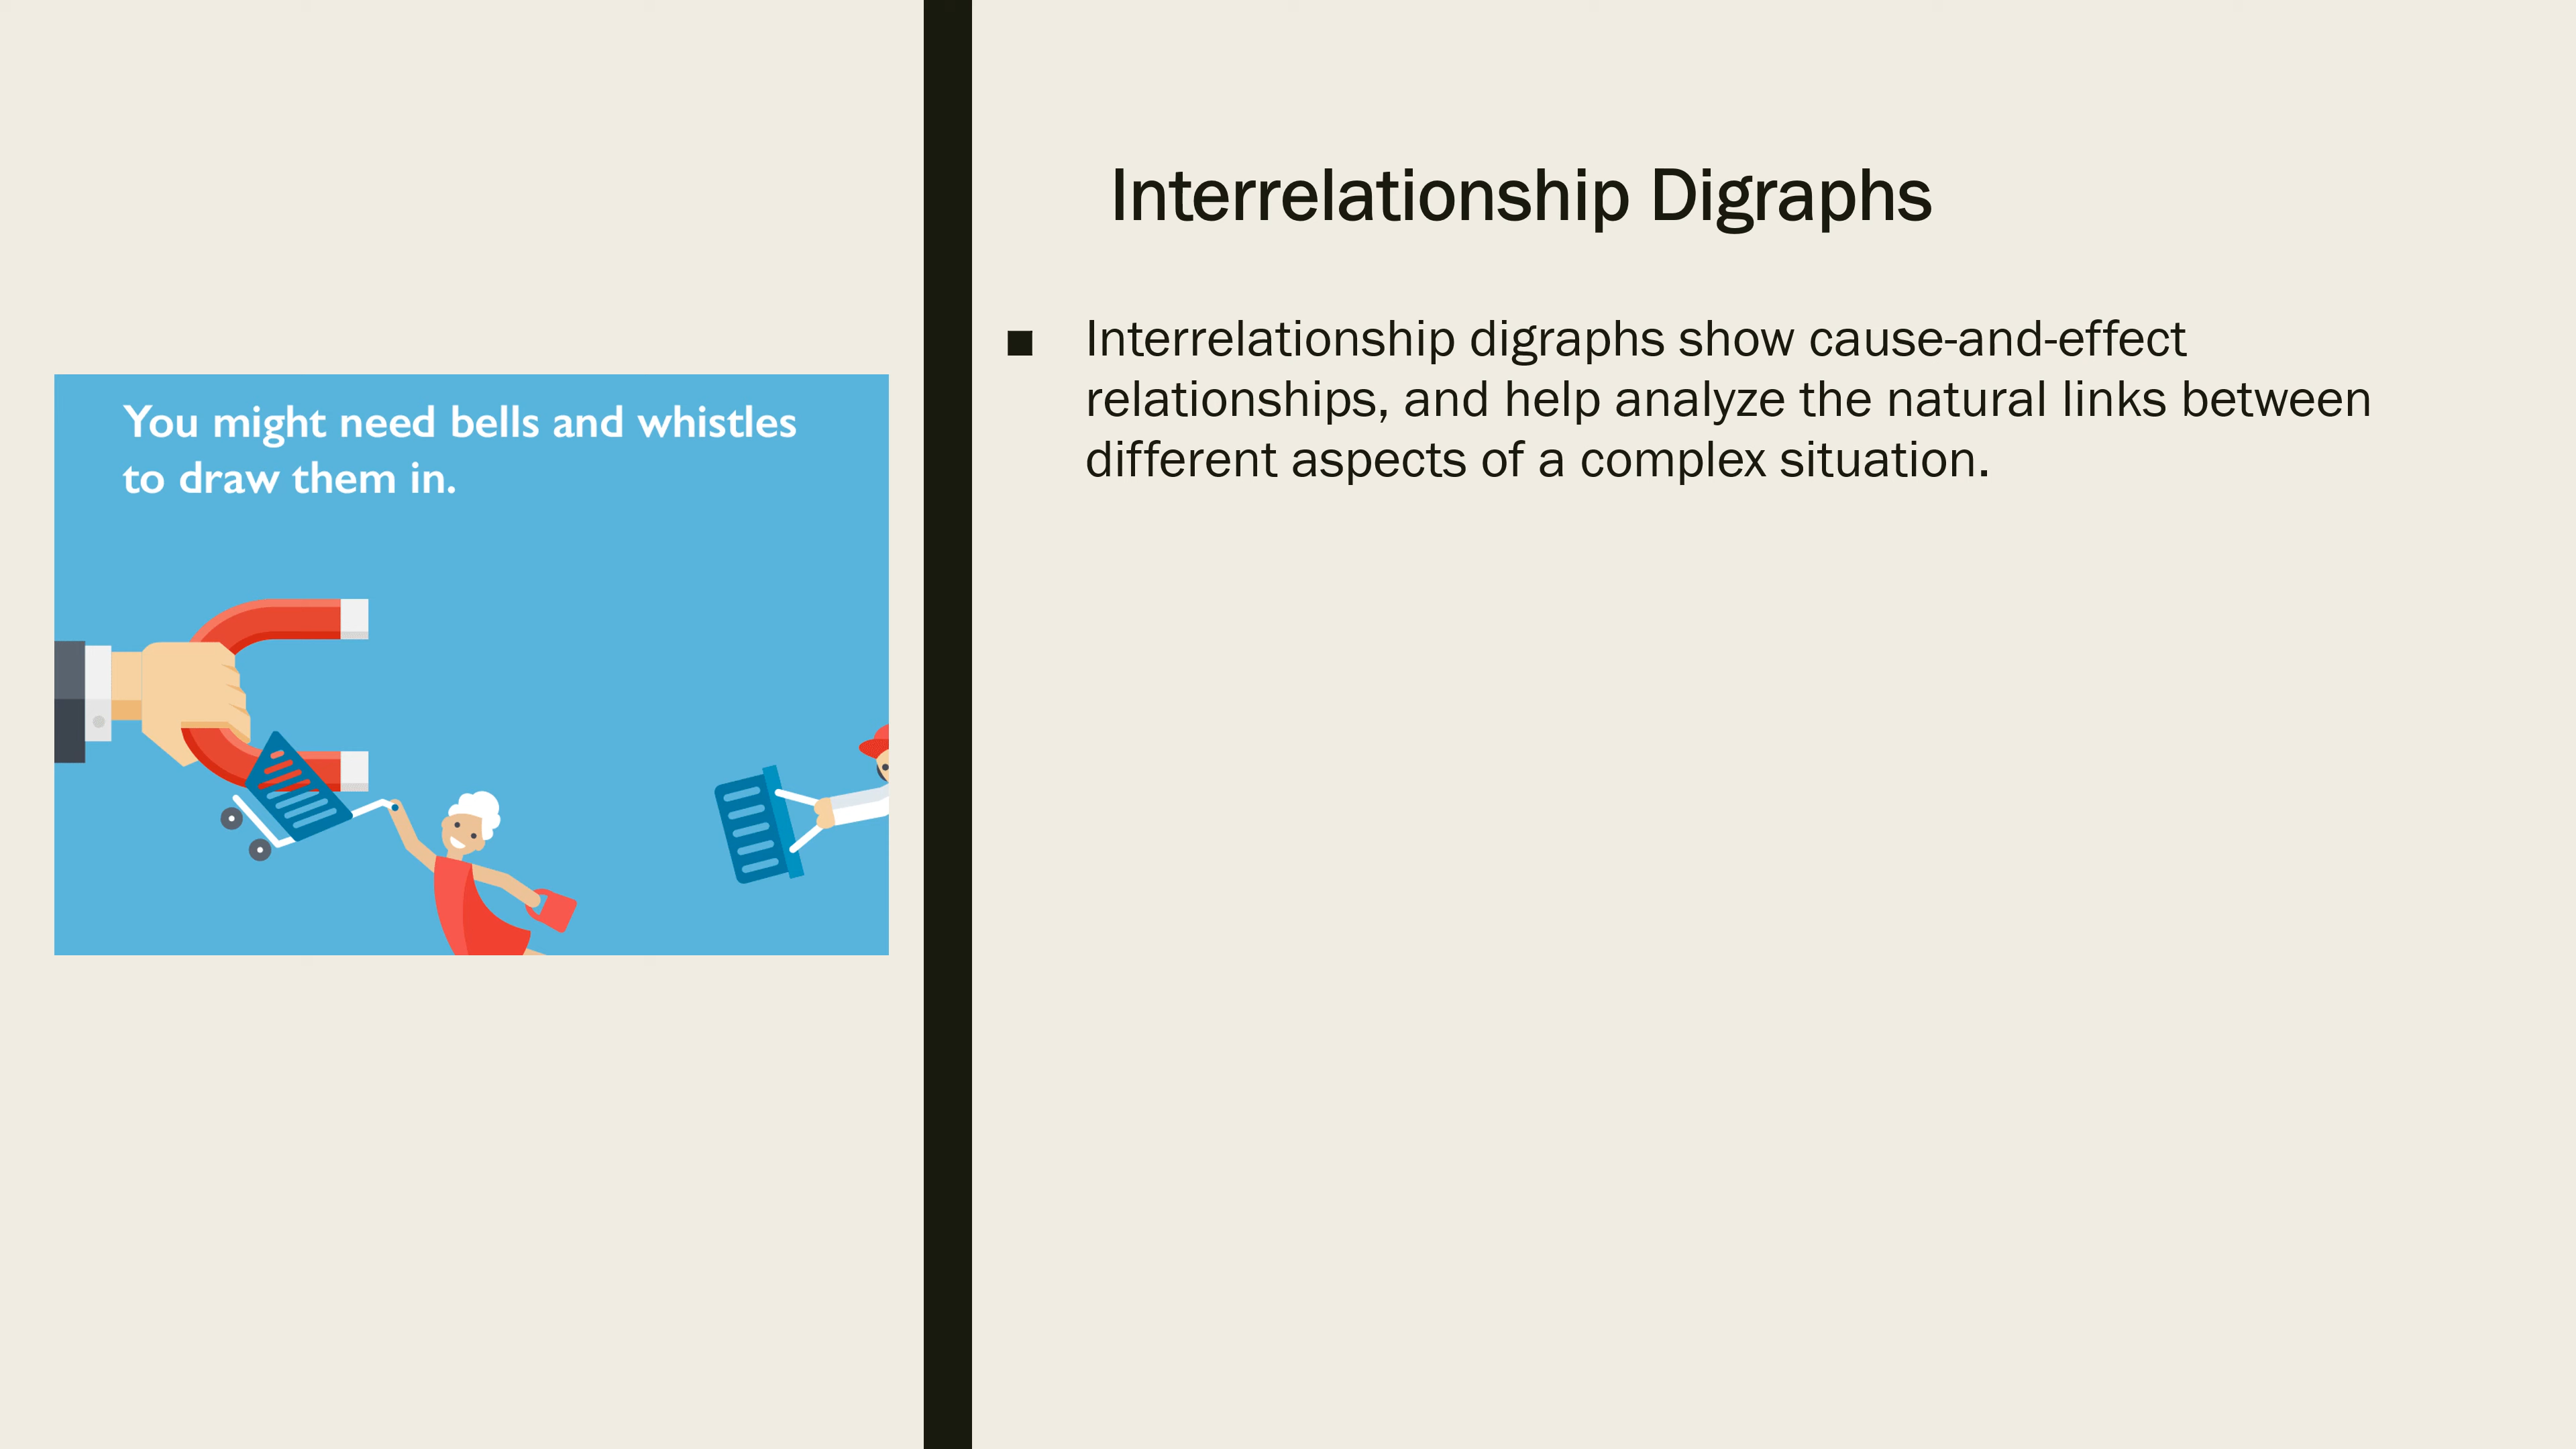 You might need bells and whistles
to draw them in.
Interrelationship Digraphs
■ Interrelationship digraphs show cause-and-effect
relationships, and help analyze the natural links between
different aspects of a complex situation.